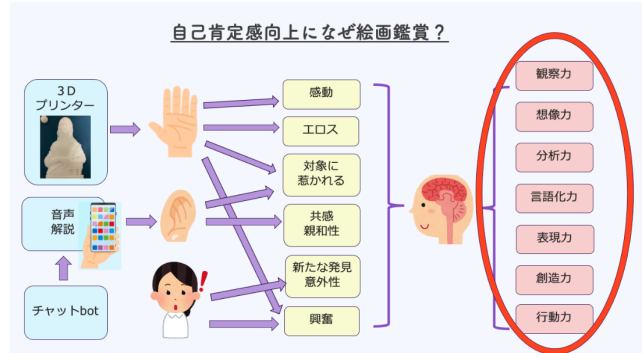 自己肯定感向上になぜ絵画鑑賞？
3D
プリンター
音声
解説
チャットbot
感動
エロス
対象に
惹かれる
共感
親和性
新たな発見
意外性
興奮
観察力
想像力
分析力
言語化力
表現力
創造力
行動力